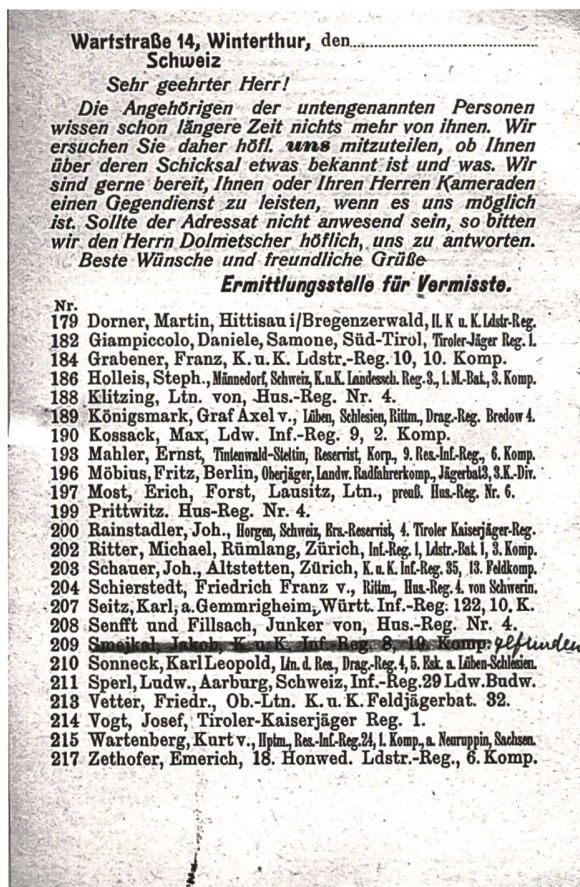 Wartstraße 14, Winterthur, den
Schweiz
Sehr geehrter Herr!
Die Angehörigen der untengenannten Personen
wissen schon längere Zeit nichts mehr von ihnen. Wir
ersuchen Sie daher höfl. uns mitzuteilen, ob Ihnen
über deren Schicksal etwas bekannt ist und was. Wir
sind gerne bereit, Ihnen oder Ihren Herren Kameraden
einen Gegendienst zu leisten, wenn es uns möglich
ist. Sollte der Adressat nicht anwesend sein, so bitten
wir den Herrn Dolmetscher höflich, uns zu antworten.
Beste Wünsche und freundliche Grüße
Ermittlungsstelle für Vermisste.
Nr.
179 Dorner, Martin, Hittisau i/Bregenzerwald, II. K u. K. Ldstr-Reg.
182 Giampiccolo, Daniele, Samone, Süd-Tirol, Tiroler-Jäger Reg. 1.
184 Grabener, Franz, K. u. K. Ldstr.-Reg. 10, 10. Komp.
186 Holleis, Steph., Männedorf, Schweiz, K.u.K. Landessch. Reg. 3., 1. M.-Bat., 3. Komp.
188 Klitzing, Ltn. von, Hus.-Reg. Nr. 4.
189 Königsmark, Graf Axel v., Lüben, Schlesien, Rittm., Drag.-Reg. Bredow 4.
190 Kossack, Max, Ldw. Inf.-Reg. 9, 2. Komp.
193 Mahler, Ernst, Tintenwald-Stettin, Reservist, Korp., 9. Res.-Inf.-Reg., 6. Komp.
196 Möbius, Fritz, Berlin, Oberjäger, Landw. Radfahrerkomp., Jägerbat 3, 3. K.-Div.
197 Most, Erich, Forst, Lausitz, Ltn., preuß. Hus.-Reg. Nr. 6.
199 Prittwitz. Hus-Reg. Nr. 4.
200 Rainstadler, Joh., Horgen, Schweiz, Ers.-Reservist, 4. Tiroler Kaiserjäger-Reg.
202 Ritter, Michael, Rümlang, Zürich, Inf.-Reg. 1, Ldstr.-Bat. 1, 3. Komp.
203 Schauer, Joh., Altstetten, Zürich, K. u. K. Inf.-Reg. 35, 13. Feldkomp.
204 Schierstedt, Friedrich Franz v., Rittm., Hus.-Reg. 4. von Schwerin.
207 Seitz, Karl, a. Gemmrigheim, Württ. Inf.-Reg. 122, 10. K.
208 Senfft und Fillsach, Junker von, Hus.-Reg. Nr. 4.
209 Smejkal, Jakob, K. u. K. Inf.-Reg. 8, 19. Komp. gefunden
210 Sonneck, Karl Leopold, Ltn. d. Res., Drag.-Reg. 4, 5. Esk. a. Lüben-Schlesien.
211 Sperl, Ludw., Aarburg, Schweiz, Inf.-Reg. 29 Ldw. Budw.
213 Vetter, Friedr., Ob.-Ltn. K. u. K. Feldjägerbat. 32.
214 Vogt, Josef, Tiroler-Kaiserjäger Reg. 1.
215 Wartenberg, Kurt v., Hptm., Res.-Inf.-Reg. 24, 1. Komp., a. Neuruppin, Sachsen.
217 Zethofer, Emerich, 18. Honwed. Ldstr.-Reg., 6. Komp.